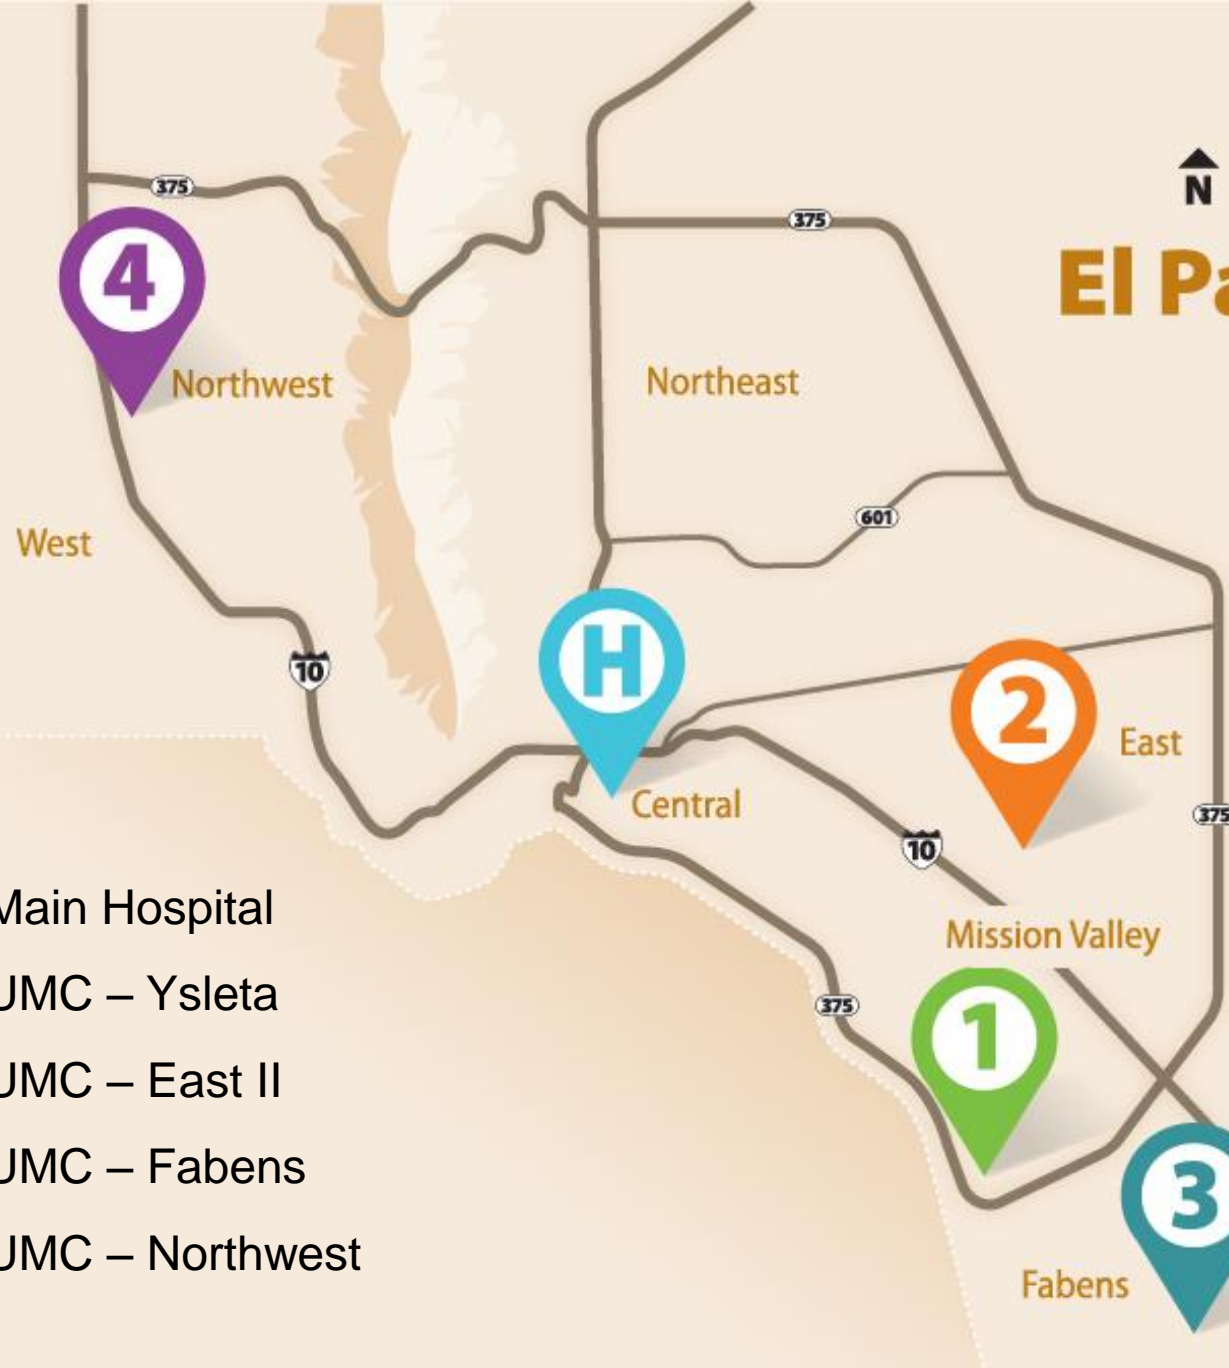 375
375
N
El Pa
4
Northwest
Northeast
601
West
H
10
2
East
Central
375
10
Main Hospital
Mission Valley
UMC – Ysleta
375
1
UMC – East II
UMC – Fabens
3
UMC – Northwest
Fabens